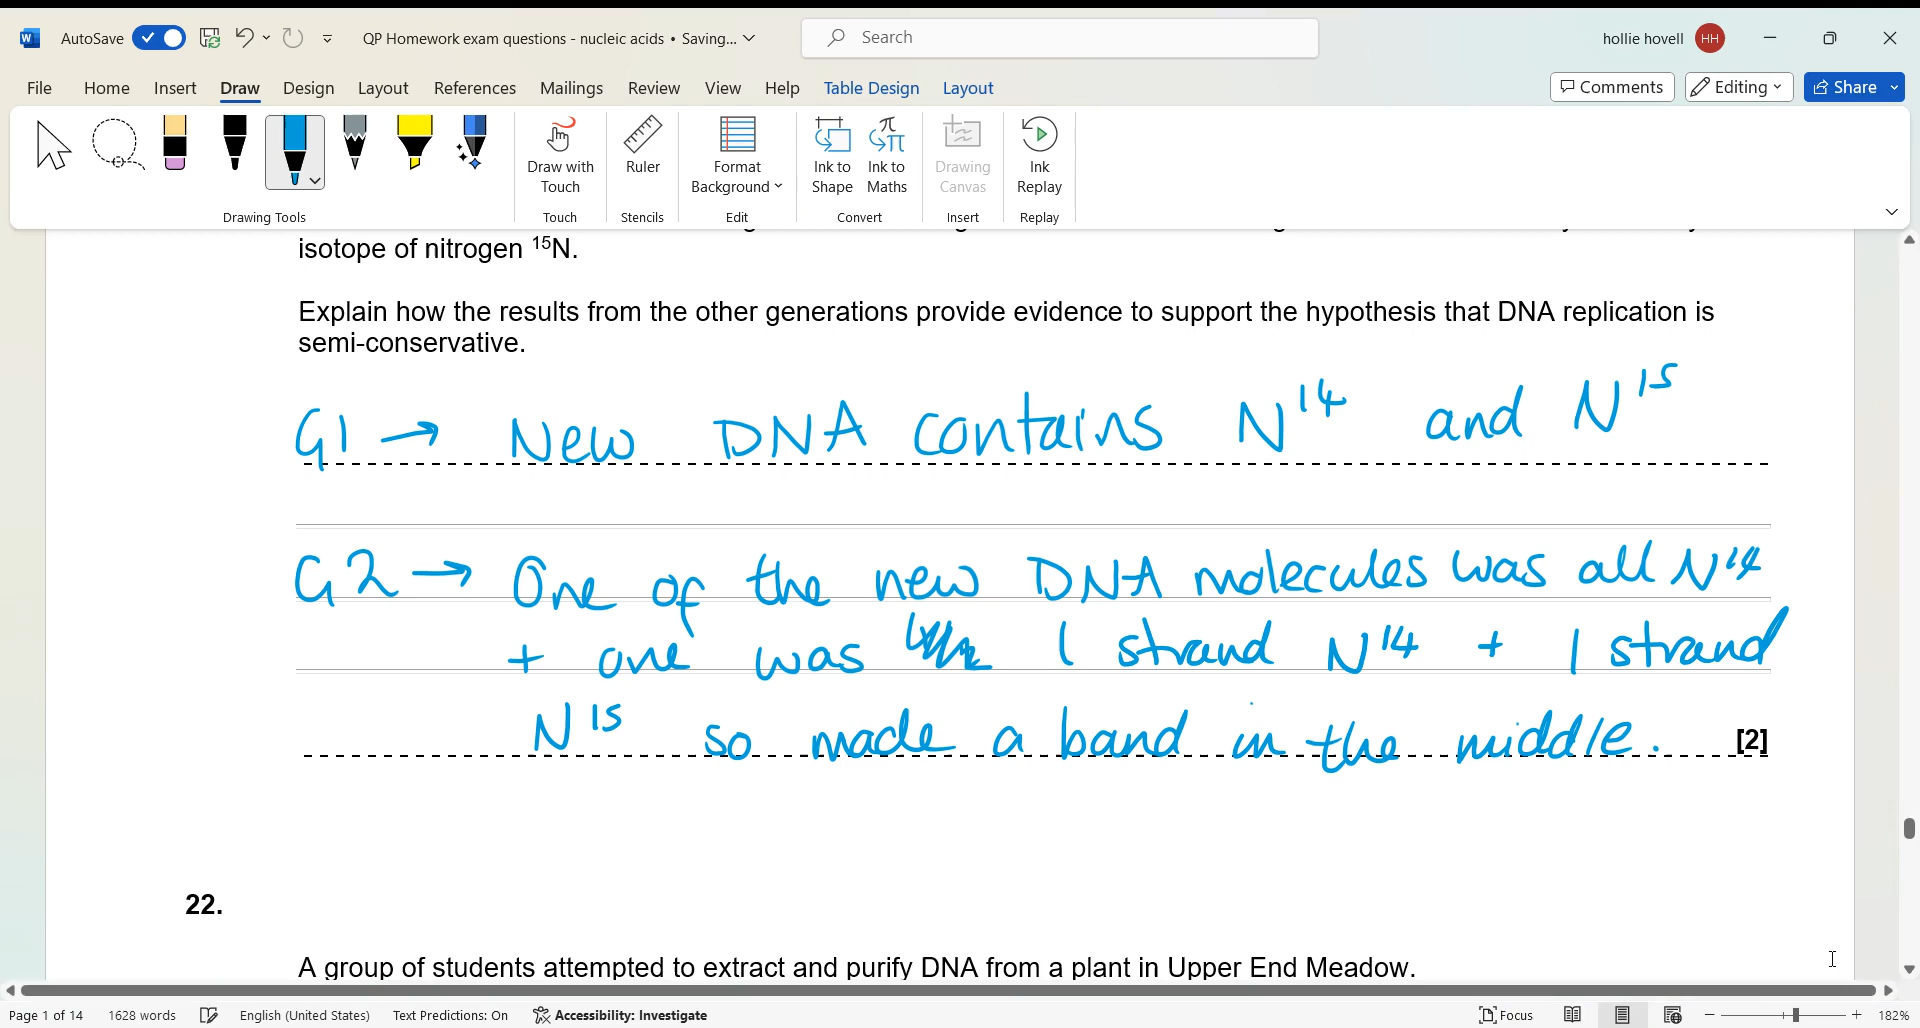 AutoSave
QP Homework exam questions - nucleic acids • Saving...
Search
hollie hovell
HH
File Home Insert Draw Design Layout References Mailings Review View Help Table Design Layout
Comments Editing Share
Draw with Touch
Ruler
Format Background
Ink to Shape
Ink to Maths
Drawing Canvas
Ink Replay
Drawing Tools Touch Stencils Edit Convert Insert Replay
isotope of nitrogen ¹⁵N.
Explain how the results from the other generations provide evidence to support the hypothesis that DNA replication is
semi-conservative.
G1 → New DNA contains N¹⁴ and N¹⁵
G2 → One of the new DNA molecules was all N¹⁴
+ one was 1 strand N¹⁴ + 1 strand
N¹⁵ so made a band in the middle.
[2]
22.
A group of students attempted to extract and purify DNA from a plant in Upper End Meadow.
Page 1 of 14 1628 words English (United States) Text Predictions: On Accessibility: Investigate Focus 182%